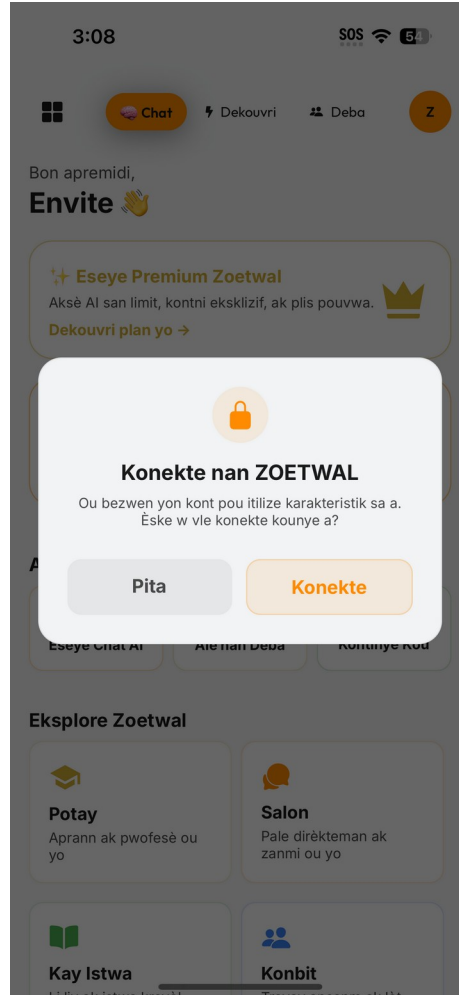 3:08
SOS
54
Chat
Dekouvri
Deba
Z
Bon apremidi,
Envite 👋
✨ Eseye Premium Zoetwal
Aksè AI san limit, kontni eksklizif, ak plis pouvwa.
Dekouvri plan yo →
Konekte nan ZOETWAL
Ou bezwen yon kont pou itilize karakteristik sa a.
Èske w vle konekte kounye a?
Pita
Konekte
Eseye Chat AI
Ale nan Deba
Kontinye Kou
Eksplore Zoetwal
Potay
Aprann ak pwofesè ou
yo
Salon
Pale dirèkteman ak
zanmi ou yo
Kay Istwa
Konbit